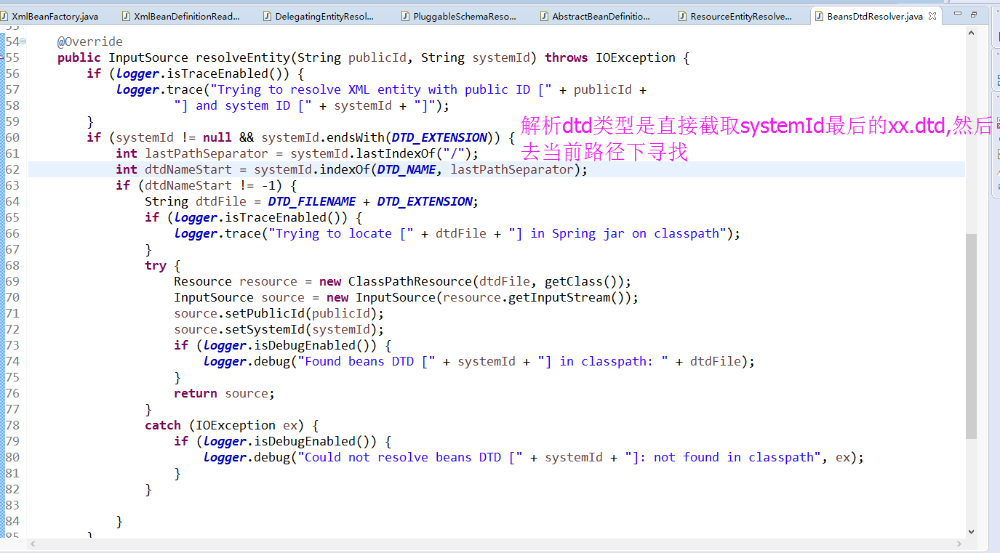 XmlBeanFactory.java XmlBeanDefinitionRead... DelegatingEntityResol... PluggableSchemaReso... AbstractBeanDefinitio... ResourceEntityResolve... BeansDtdResolver.java
54 @Override
55 public InputSource resolveEntity(String publicId, String systemId) throws IOException {
56 if (logger.isTraceEnabled()) {
57 logger.trace("Trying to resolve XML entity with public ID [" + publicId +
58 "] and system ID [" + systemId + "]");
59 }
解析dtd类型是直接截取systemId最后的xx.dtd,然后
去当前路径下寻找
60 if (systemId != null && systemId.endsWith(DTD_EXTENSION)) {
61 int lastPathSeparator = systemId.lastIndexOf("/");
62 int dtdNameStart = systemId.indexOf(DTD_NAME, lastPathSeparator);
63 if (dtdNameStart != -1) {
64 String dtdFile = DTD_FILENAME + DTD_EXTENSION;
65 if (logger.isTraceEnabled()) {
66 logger.trace("Trying to locate [" + dtdFile + "] in Spring jar on classpath");
67 }
68 try {
69 Resource resource = new ClassPathResource(dtdFile, getClass());
70 InputSource source = new InputSource(resource.getInputStream());
71 source.setPublicId(publicId);
72 source.setSystemId(systemId);
73 if (logger.isDebugEnabled()) {
74 logger.debug("Found beans DTD [" + systemId + "] in classpath: " + dtdFile);
75 }
76 return source;
77 }
78 catch (IOException ex) {
79 if (logger.isDebugEnabled()) {
80 logger.debug("Could not resolve beans DTD [" + systemId + "]: not found in classpath", ex);
81 }
82 }
83
84 }
85 }